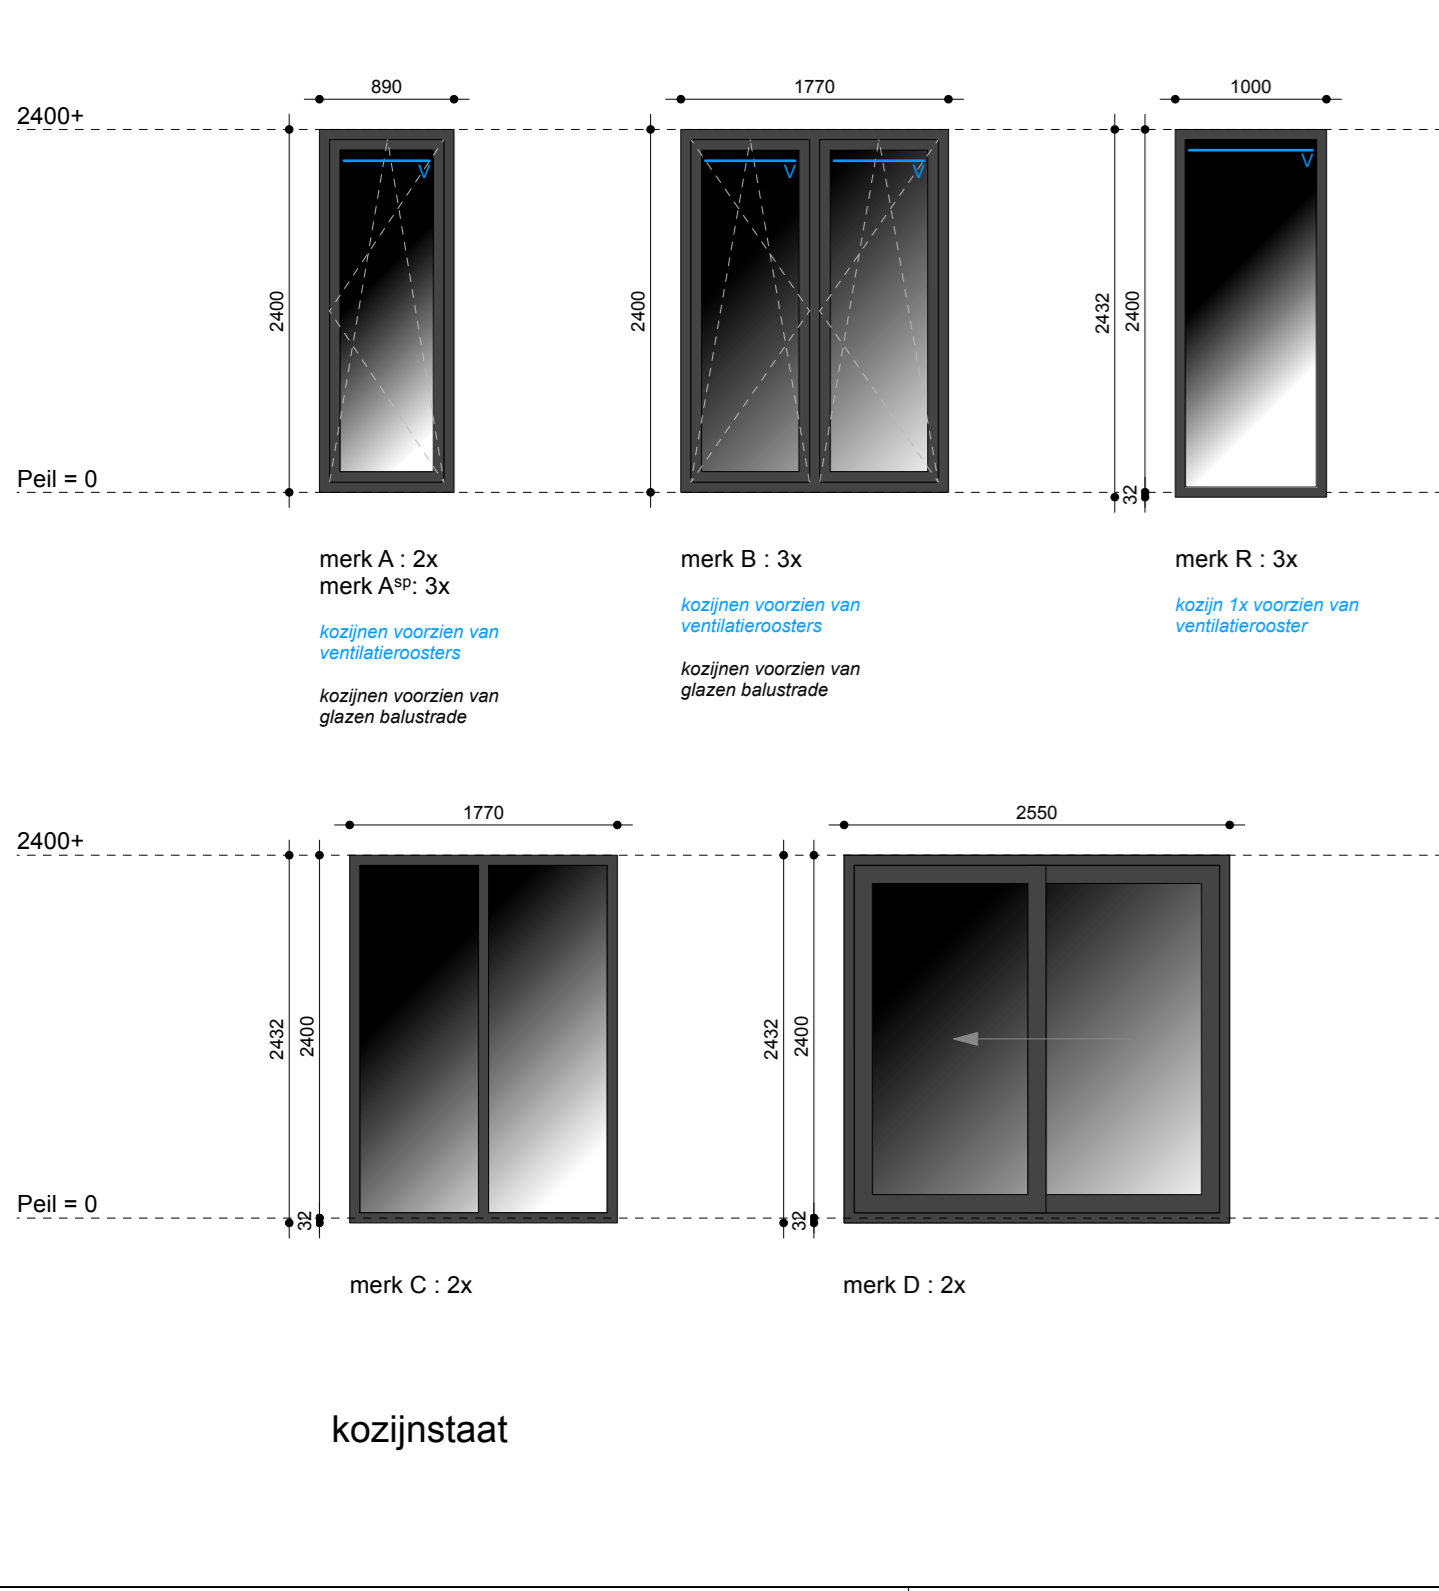 890
1770
1000
2400+
2400
2400
2432
2400
V
V
V
V
Peil = 0
32
merk A : 2x
merk Asp: 3x
kozijnen voorzien van
ventilatieroosters
kozijnen voorzien van
glazen balustrade
merk B : 3x
kozijnen voorzien van
ventilatieroosters
kozijnen voorzien van
glazen balustrade
merk R : 3x
kozijn 1x voorzien van
ventilatierooster
1770
2550
2400+
2432
2400
2432
2400
Peil = 0
32
32
merk C : 2x
merk D : 2x
kozijnstaat